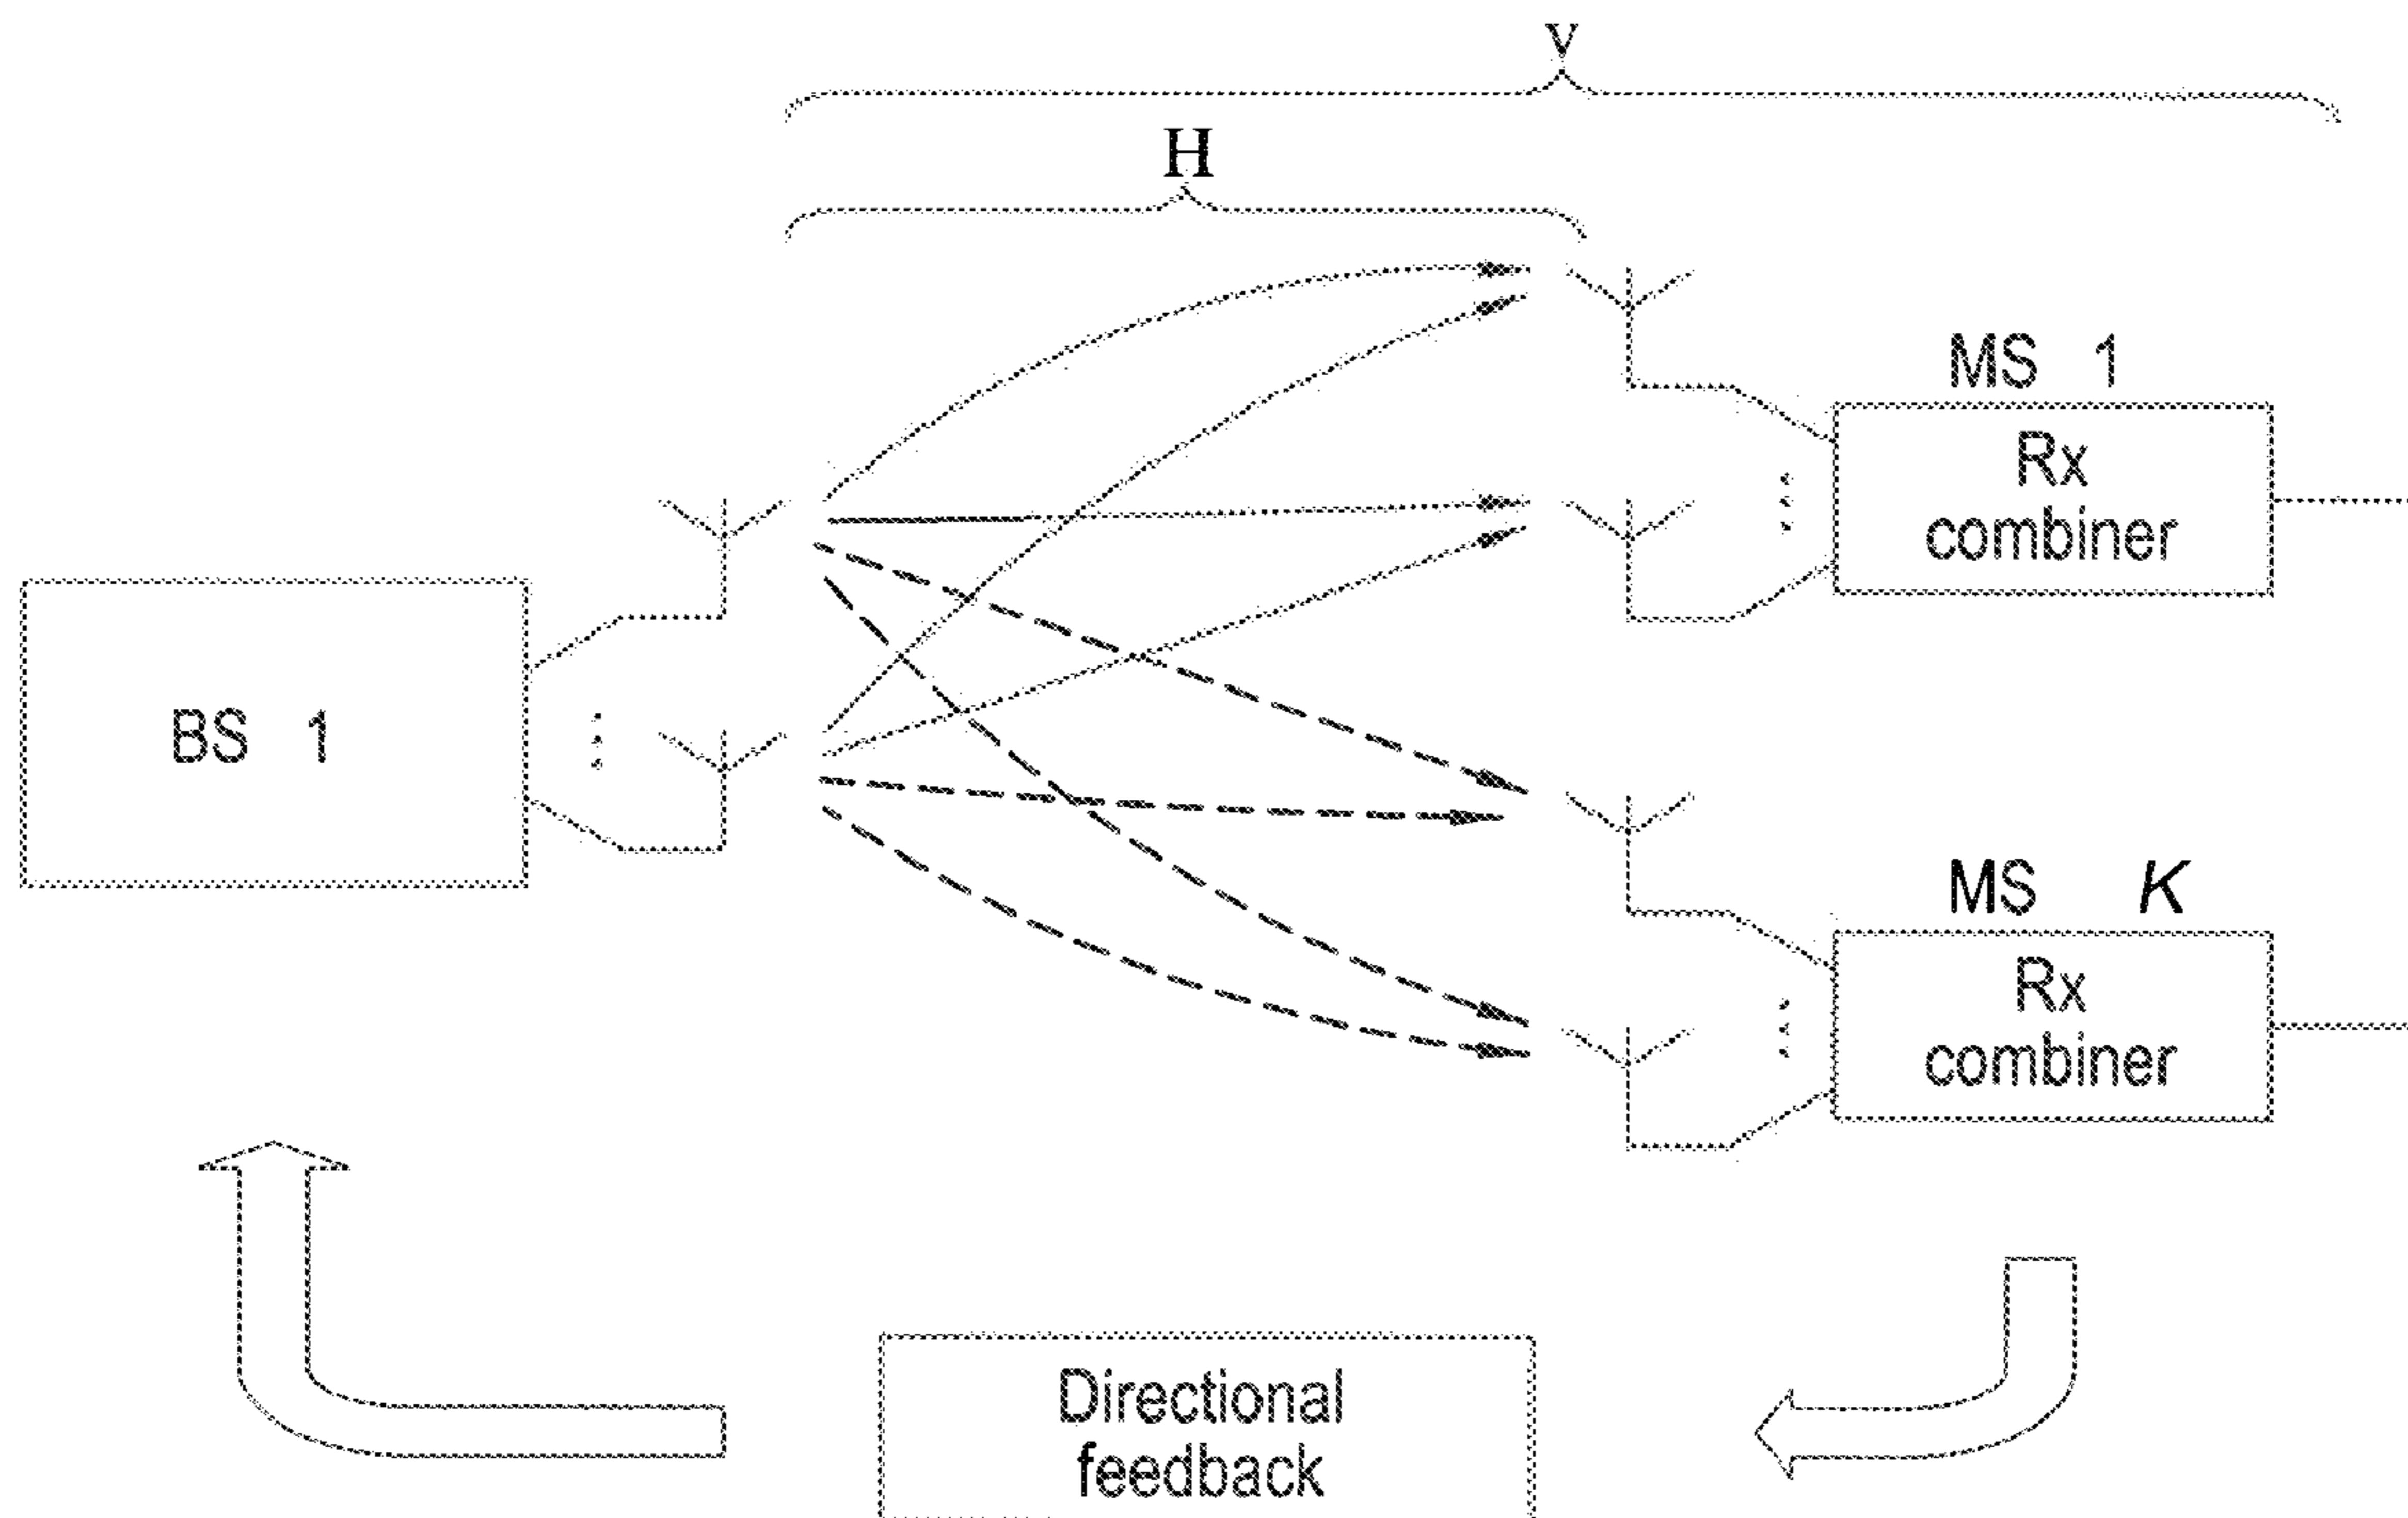 v
H
MS 1
Rx
combiner
BS 1
MS K
Rx
combiner
Directional
feedback